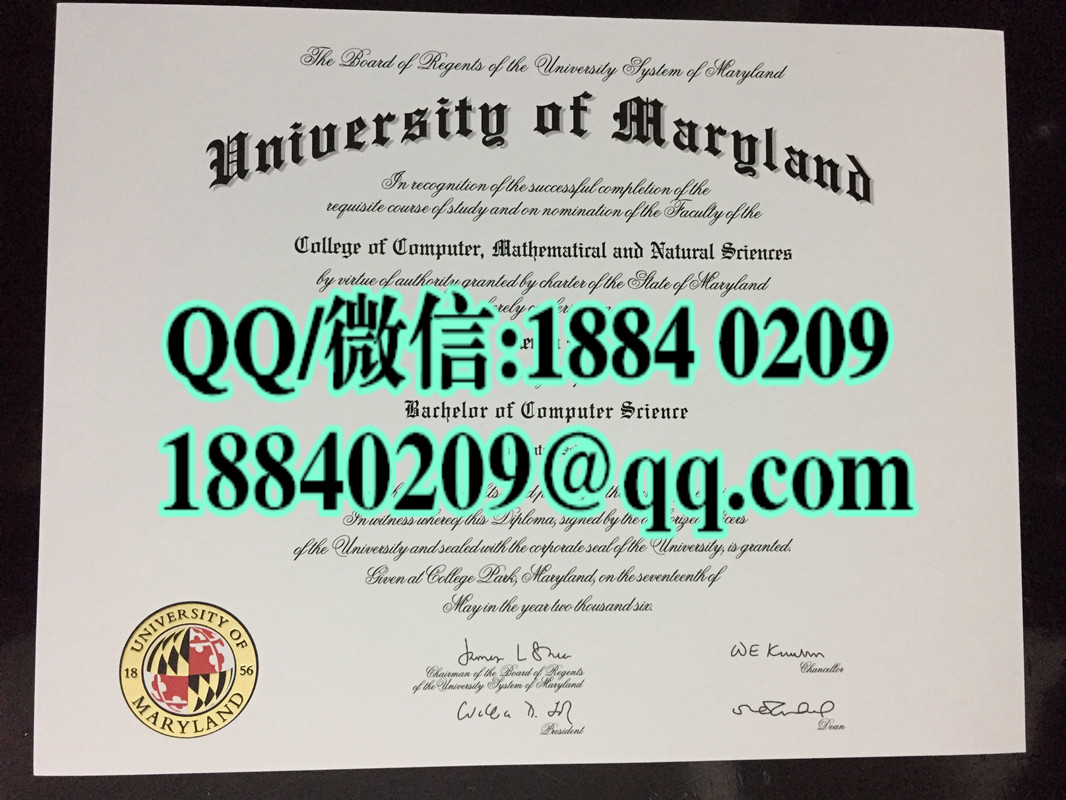 The Board of Regents of the University System of Maryland
University of Maryland
In recognition of the successful completion of the
requisite course of study and on nomination of the Faculty of the
College of Computer, Mathematical and Natural Sciences
by virtue of authority granted by charter of the State of Maryland
QQ/微信:1884 0209
Bachelor of Computer Science
18840209@qq.com
In witness whereof this Diploma, signed by the
of the University and sealed with the corporate seal of the University, is granted.
Given at College Park, Maryland, on the seventeenth of
May in the year two thousand six.
UNIVERSITY OF
18 56
MARYLAND
Chairman of the Board of Regents
of the University System of Maryland
Chancellor
President
Dean